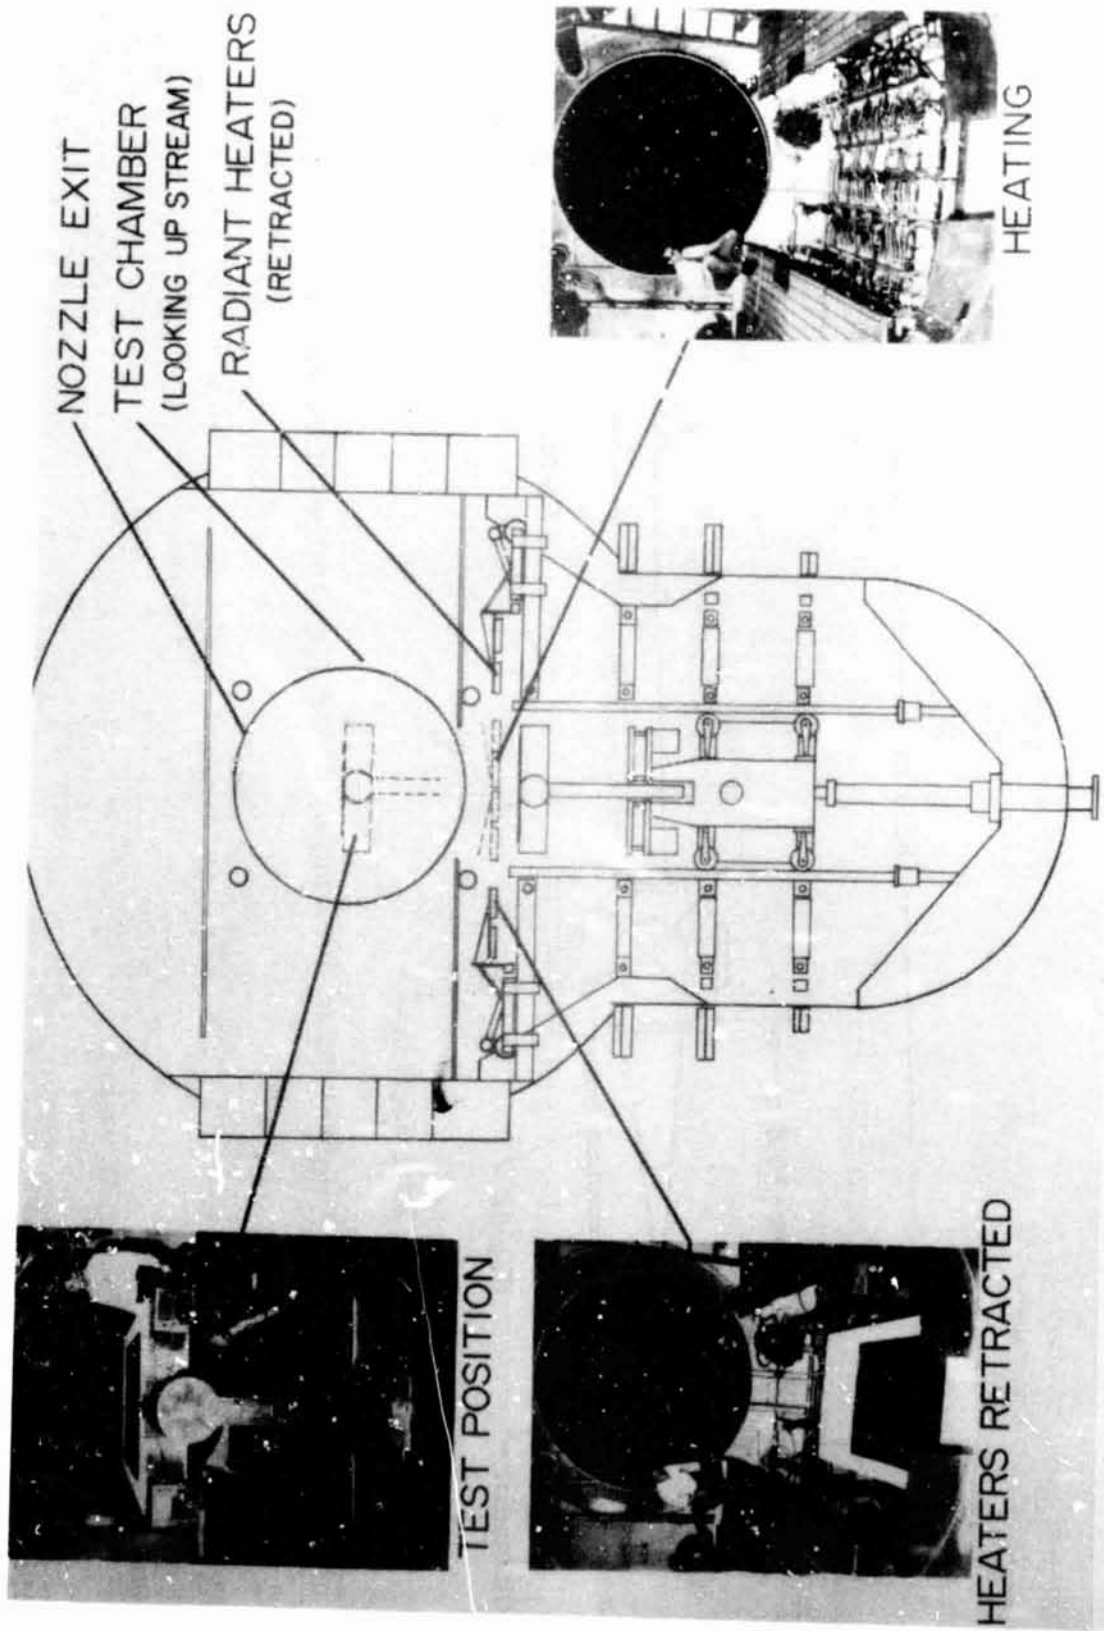 NOZZLE EXIT
TEST CHAMBER
(LOOKING UP STREAM)
RADIANT HEATERS
(RETRACTED)
HEATING
TEST POSITION
HEATERS RETRACTED